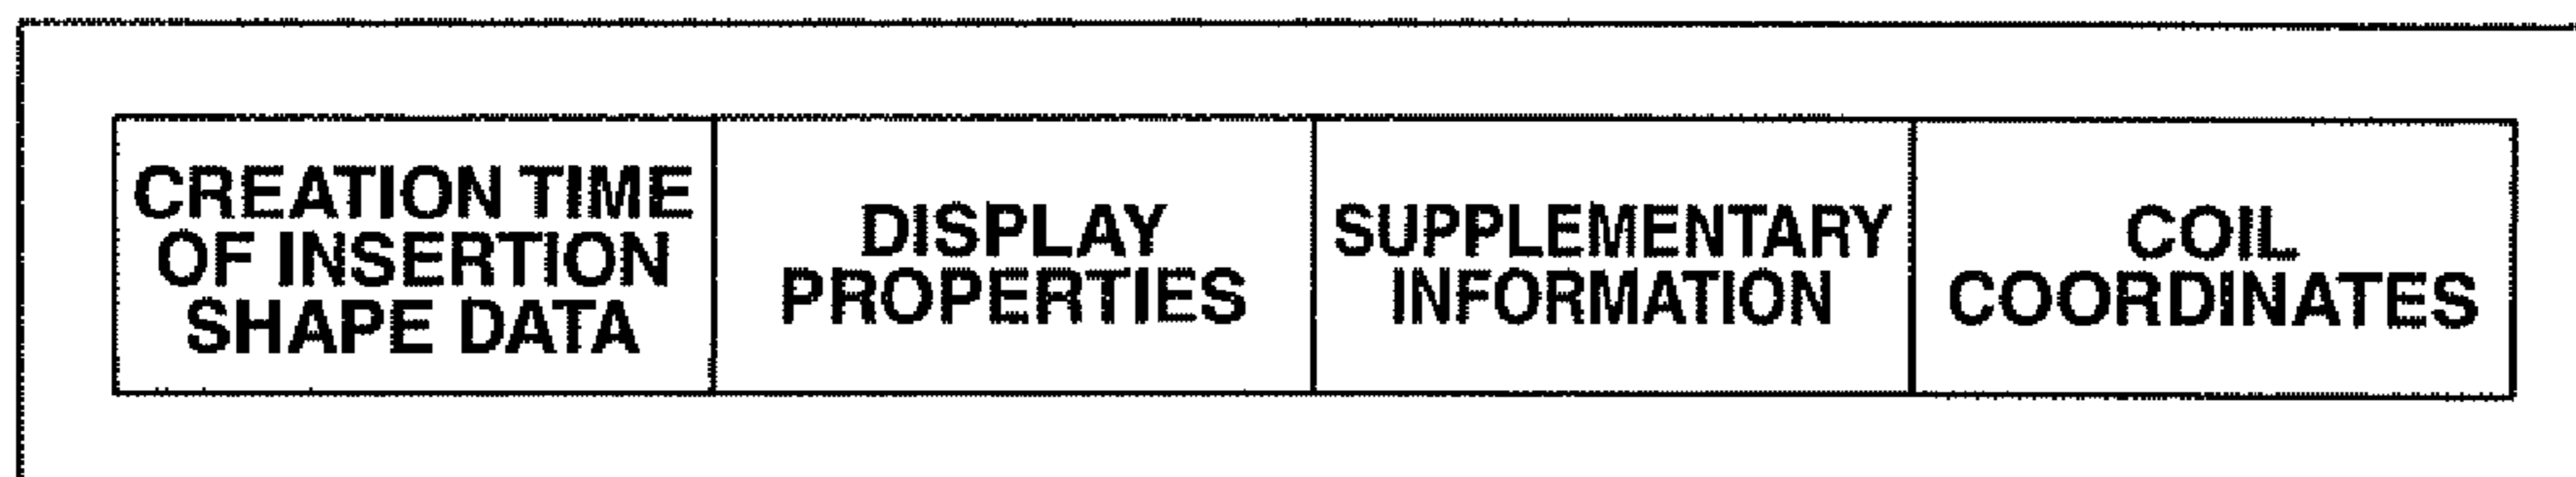 CREATION TIME
OF INSERTION
SHAPE DATA
DISPLAY
PROPERTIES
SUPPLEMENTARY
INFORMATION
COIL
COORDINATES